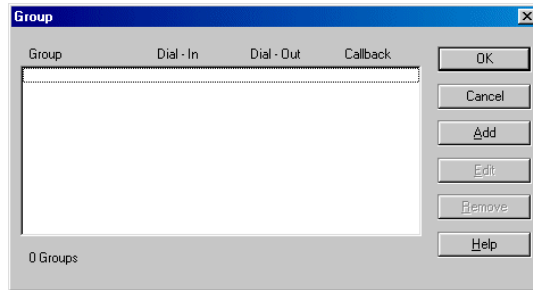 Group
Group Dial - In Dial - Out Callback
OK
Cancel
Add
Edit
Remove
Help
0 Groups